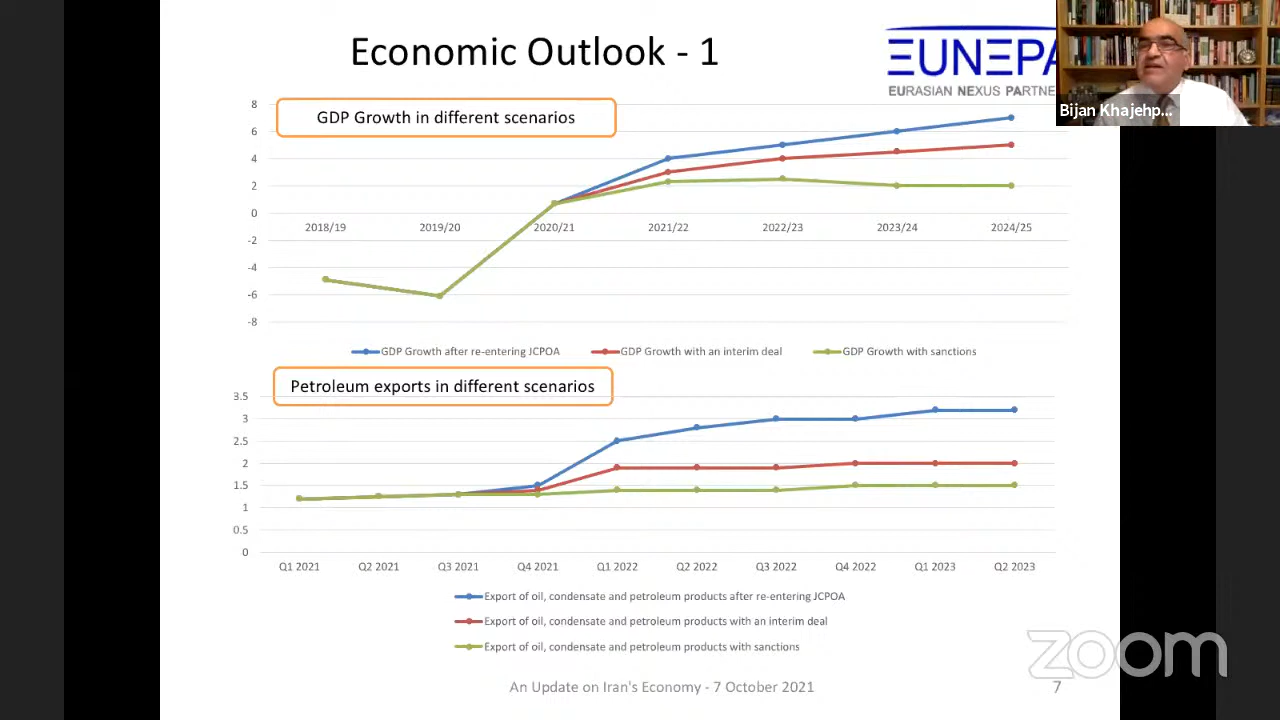 Economic Outlook - 1
EUNEPA
EURASIAN NEXUS PARTNE
Bijan Khajehp...
GDP Growth in different scenarios
8
6
4
2
0
-2
-4
-6
-8
2018/19 2019/20 2020/21 2021/22 2022/23 2023/24 2024/25
GDP Growth after re-entering JCPOA GDP Growth with an interim deal GDP Growth with sanctions
Petroleum exports in different scenarios
3.5
3
2.5
2
1.5
1
0.5
0
Q1 2021 Q2 2021 Q3 2021 Q4 2021 Q1 2022 Q2 2022 Q3 2022 Q4 2022 Q1 2023 Q2 2023
Export of oil, condensate and petroleum products after re-entering JCPOA
Export of oil, condensate and petroleum products with an interim deal
Export of oil, condensate and petroleum products with sanctions
zoom
An Update on Iran's Economy - 7 October 2021
7